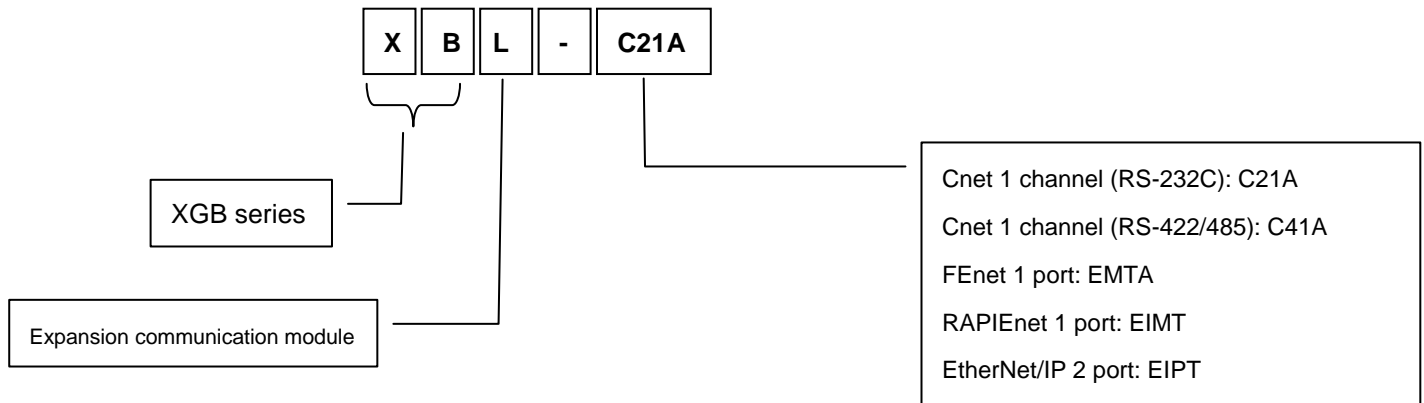 X B L - C21A
XGB series
Expansion communication module
Cnet 1 channel (RS-232C): C21A
Cnet 1 channel (RS-422/485): C41A
FEnet 1 port: EMTA
RAPIEnet 1 port: EIMT
EtherNet/IP 2 port: EIPT